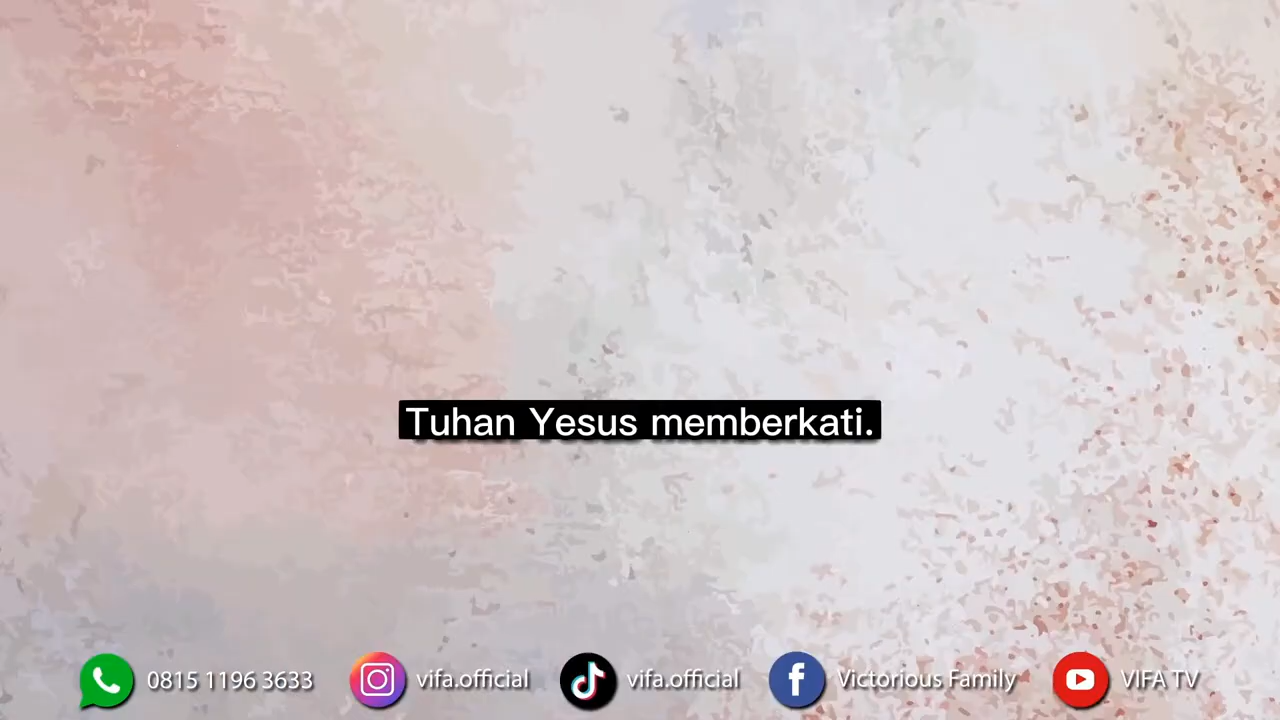 Tuhan Yesus memberkati.
0815 1196 3633 vifa.official vifa.official Victorious Family VIFA TV